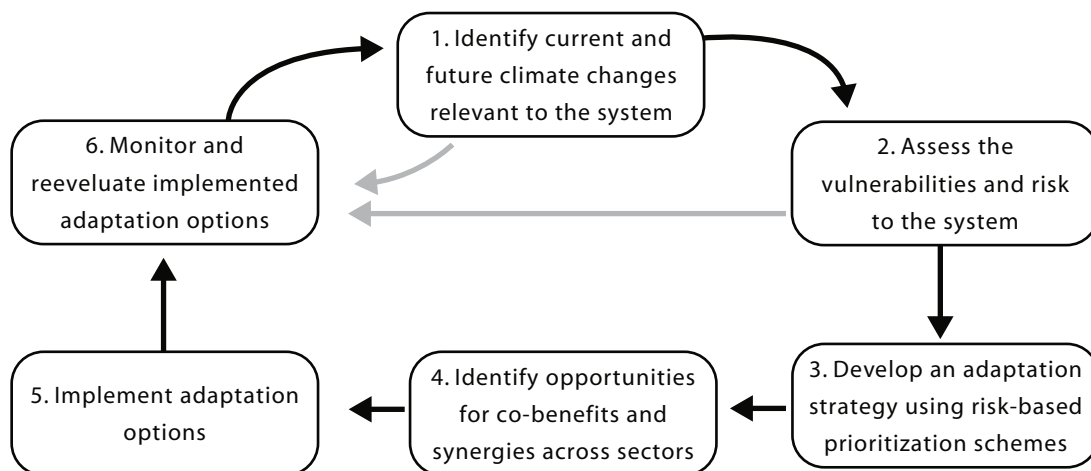 1. Identify current and
future climate changes
relevant to the system
2. Assess the
vulnerabilities and risk
to the system
3. Develop an adaptation
strategy using risk-based
prioritization schemes
4. Identify opportunities
for co-benefits and
synergies across sectors
5. Implement adaptation
options
6. Monitor and
reeveluate implemented
adaptation options